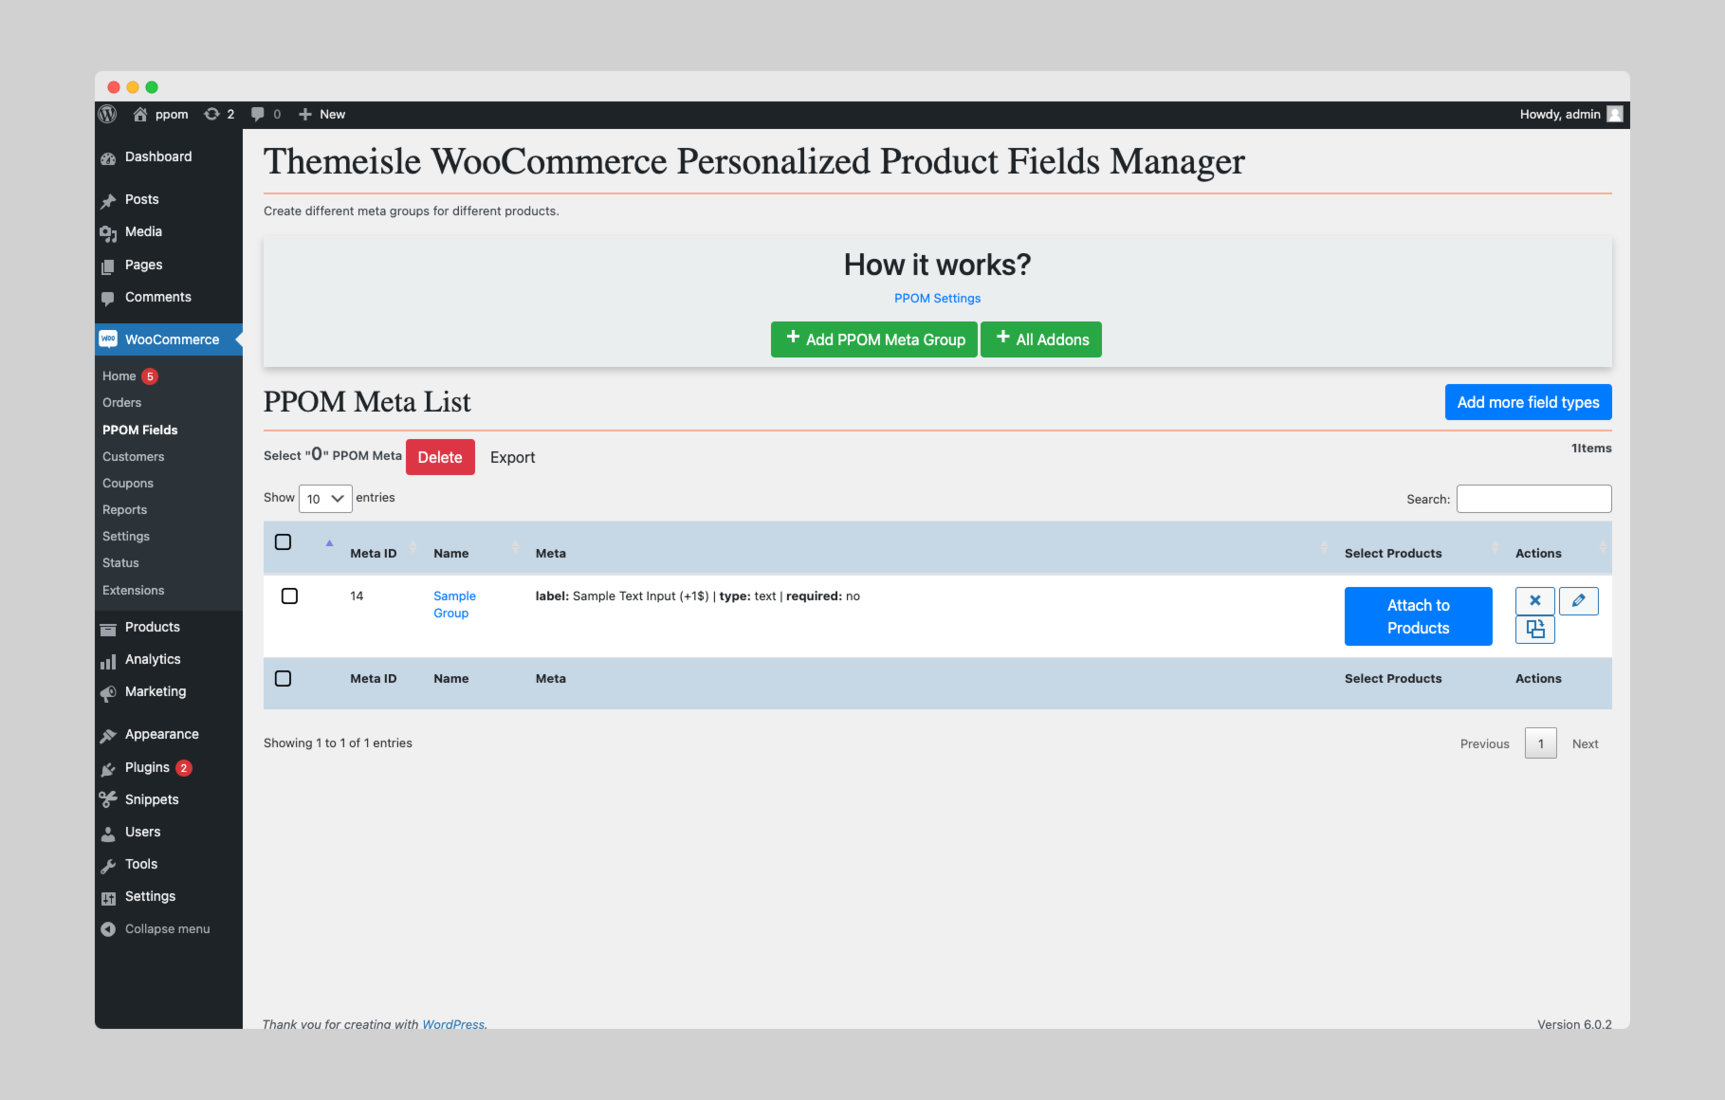 ppom 2 0 New Howdy, admin
Dashboard
Posts
Media
Pages
Comments
WooCommerce
Home 5
Orders
PPOM Fields
Customers
Coupons
Reports
Settings
Status
Extensions
Products
Analytics
Marketing
Appearance
Plugins 2
Snippets
Users
Tools
Settings
Collapse menu
Themeisle WooCommerce Personalized Product Fields Manager
Create different meta groups for different products.
How it works?
PPOM Settings
+ Add PPOM Meta Group + All Addons
PPOM Meta List Add more field types
Select "0" PPOM Meta Delete Export 1Items
Show 10 entries Search:
Meta ID Name Meta Select Products Actions
14 Sample Group label: Sample Text Input (+1$) | type: text | required: no Attach to Products
Meta ID Name Meta Select Products Actions
Showing 1 to 1 of 1 entries Previous 1 Next
Thank you for creating with WordPress. Version 6.0.2